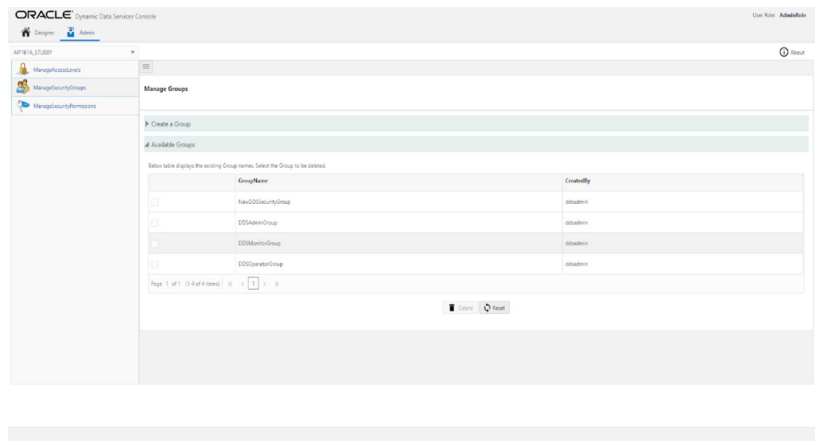 ORACLE® Dynamic Data Services Console
User Role: AdminRole
Designer Admin
AIP161A_STUBBY
About
ManageAccessLevels
ManageSecurityGroups
ManageSecurityPermissions
Manage Groups
Create a Group
Available Groups
Below table displays the existing Group names. Select the Group to be deleted.
GroupName CreatedBy
NewDDSSecurityGroup ddsadmin
DDSAdminGroup ddsadmin
DDSMonitorGroup ddsadmin
DDSOperatorGroup ddsadmin
Page 1 of 1 (1-4 of 4 items) K < 1 > X
Delete Reset